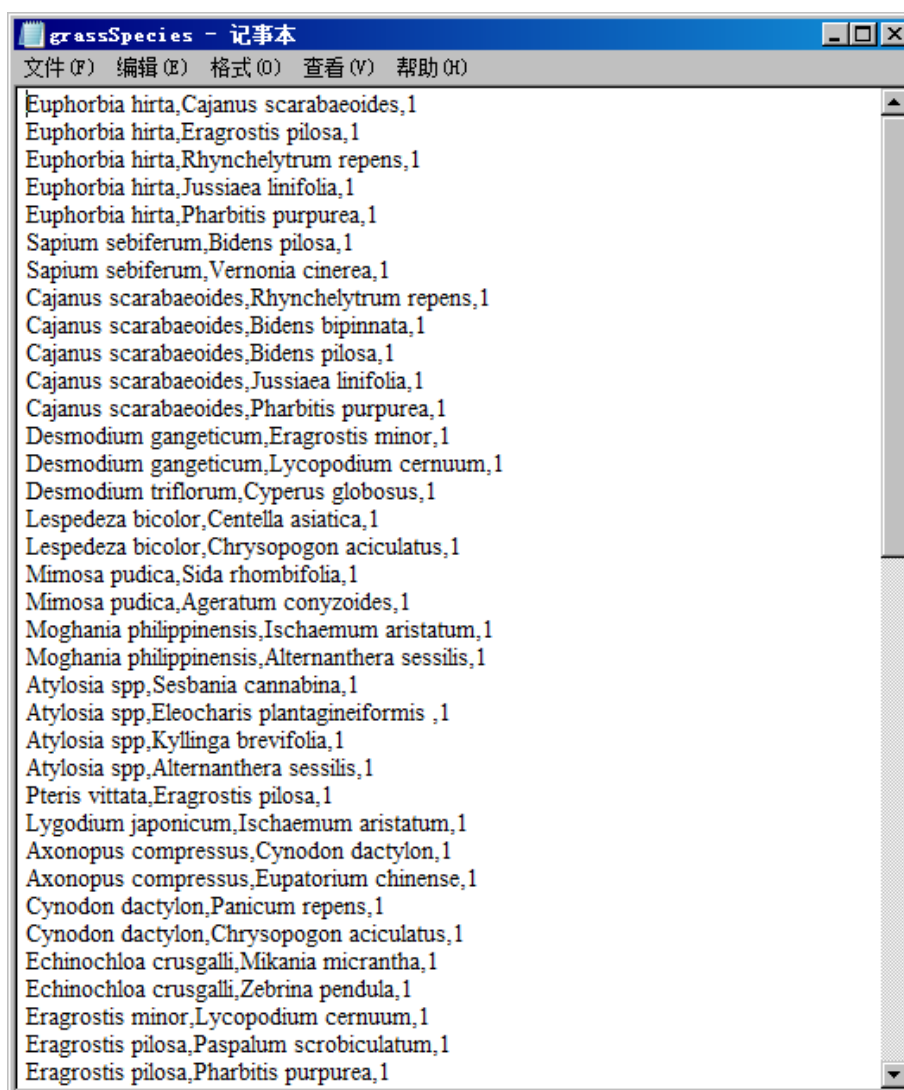 grassSpecies - 记事本
文件(F) 编辑(E) 格式(O) 查看(V) 帮助(H)
Euphorbia hirta,Cajanus scarabaeoides,1
Euphorbia hirta,Eragrostis pilosa,1
Euphorbia hirta,Rhynchelytrum repens,1
Euphorbia hirta,Jussiaea linifolia,1
Euphorbia hirta,Pharbitis purpurea,1
Sapium sebiferum,Bidens pilosa,1
Sapium sebiferum,Vernonia cinerea,1
Cajanus scarabaeoides,Rhynchelytrum repens,1
Cajanus scarabaeoides,Bidens bipinnata,1
Cajanus scarabaeoides,Bidens pilosa,1
Cajanus scarabaeoides,Jussiaea linifolia,1
Cajanus scarabaeoides,Pharbitis purpurea,1
Desmodium gangeticum,Eragrostis minor,1
Desmodium gangeticum,Lycopodium cernuum,1
Desmodium triflorum,Cyperus globosus,1
Lespedeza bicolor,Centella asiatica,1
Lespedeza bicolor,Chrysopogon aciculatus,1
Mimosa pudica,Sida rhombifolia,1
Mimosa pudica,Ageratum conyzoides,1
Moghania philippinensis,Ischaemum aristatum,1
Moghania philippinensis,Alternanthera sessilis,1
Atylosia spp,Sesbania cannabina,1
Atylosia spp,Eleocharis plantagineiformis ,1
Atylosia spp,Kyllinga brevifolia,1
Atylosia spp,Alternanthera sessilis,1
Pteris vittata,Eragrostis pilosa,1
Lygodium japonicum,Ischaemum aristatum,1
Axonopus compressus,Cynodon dactylon,1
Axonopus compressus,Eupatorium chinense,1
Cynodon dactylon,Panicum repens,1
Cynodon dactylon,Chrysopogon aciculatus,1
Echinochloa crusgalli,Mikania micrantha,1
Echinochloa crusgalli,Zebrina pendula,1
Eragrostis minor,Lycopodium cernuum,1
Eragrostis pilosa,Paspalum scrobiculatum,1
Eragrostis pilosa,Pharbitis purpurea,1